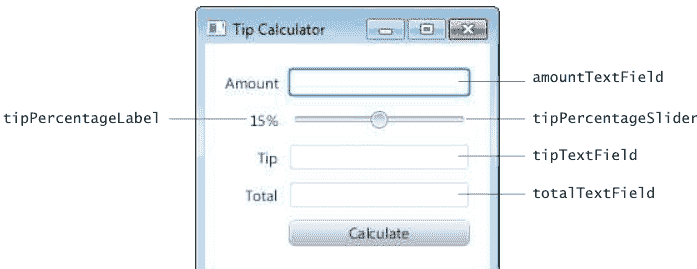 Tip Calculator
Amount
amountTextField
tipPercentageLabel
15%
tipPercentageSlider
Tip
tipTextField
Total
totalTextField
Calculate